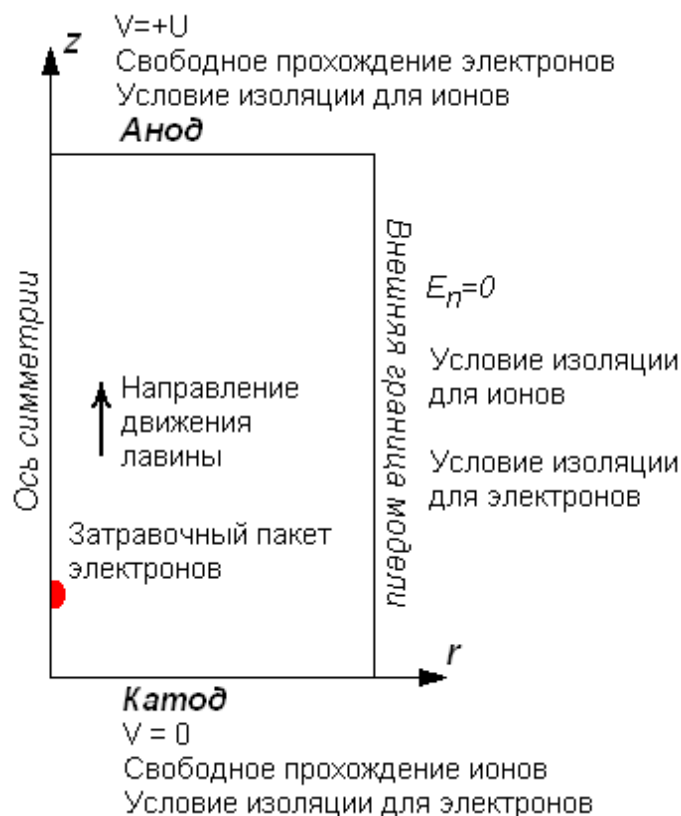 V=+U
z
Свободное прохождение электронов
Условие изоляции для ионов
Анод
Ось симметрии
Внешняя граница модели
Eₙ=0
Условие изоляции
для ионов
Направление
движения
лавины
Условие изоляции
для электронов
Затравочный пакет
электронов
r
Катод
V = 0
Свободное прохождение ионов
Условие изоляции для электронов